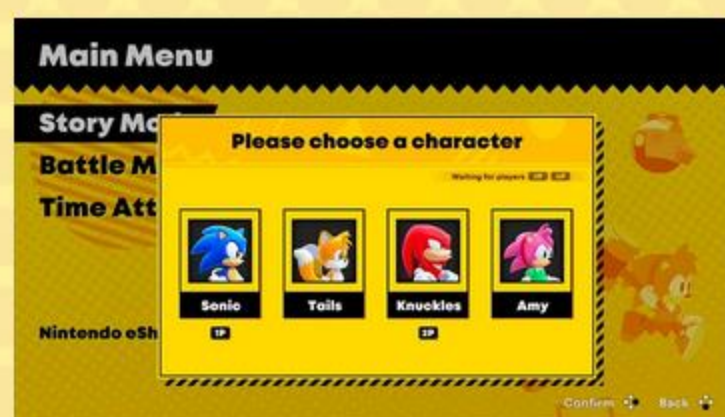 Main Menu
Story Mo
Please choose a character
Battle M
Waiting for players
Time Att
Sonic Tails Knuckles Amy
1P 2P
Nintendo eSh
Confirm Back